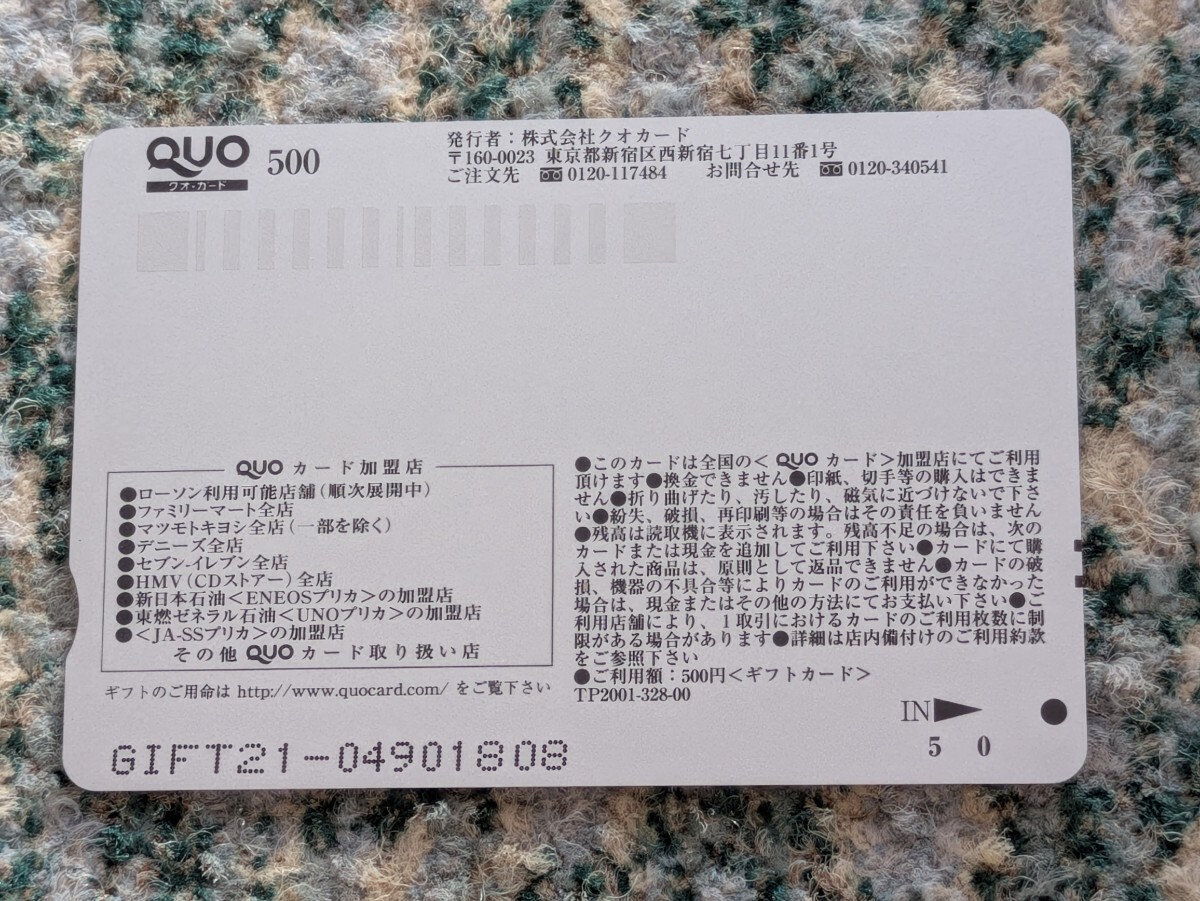 QUO 500
クオ・カード
発行者：株式会社クオカード
〒160-0023 東京都新宿区西新宿七丁目11番1号
ご注文先 0120-117484 お問合せ先 0120-340541
QUO カード加盟店
●ローソン利用可能店舗(順次展開中)
●ファミリーマート全店
●マツモトキヨシ全店(一部を除く)
●デニーズ全店
●セブン-イレブン全店
●HMV(CDストアー)全店
●新日本石油<ENEOSプリカ>の加盟店
●東燃ゼネラル石油<UNOプリカ>の加盟店
●<JA-SSプリカ>の加盟店
その他 QUO カード取り扱い店
ギフトのご用命は http://www.quocard.com/ をご覧下さい
●このカードは全国の< QUO カード>加盟店にてご利用
頂けます●換金できません●印紙、切手等の購入はできま
せん●折り曲げたり、汚したり、磁気に近づけないで下さ
い●紛失、破損、再印刷等の場合はその責任を負いません
●残高は読取機に表示されます。残高不足の場合は、次の
カードまたは現金を追加してご利用下さい●カードにて購
入された商品は、原則として返品できません●カードの破
損、機器の不具合等によりカードのご利用ができなかった
場合は、現金またはその他の方法にてお支払い下さい●ご
利用店舗により、1取引におけるカードのご利用枚数に制
限がある場合があります●詳細は店内備付けのご利用約款
をご参照下さい
●ご利用額：500円<ギフトカード>
TP2001-328-00
IN
5 0
GIFT21-04901808